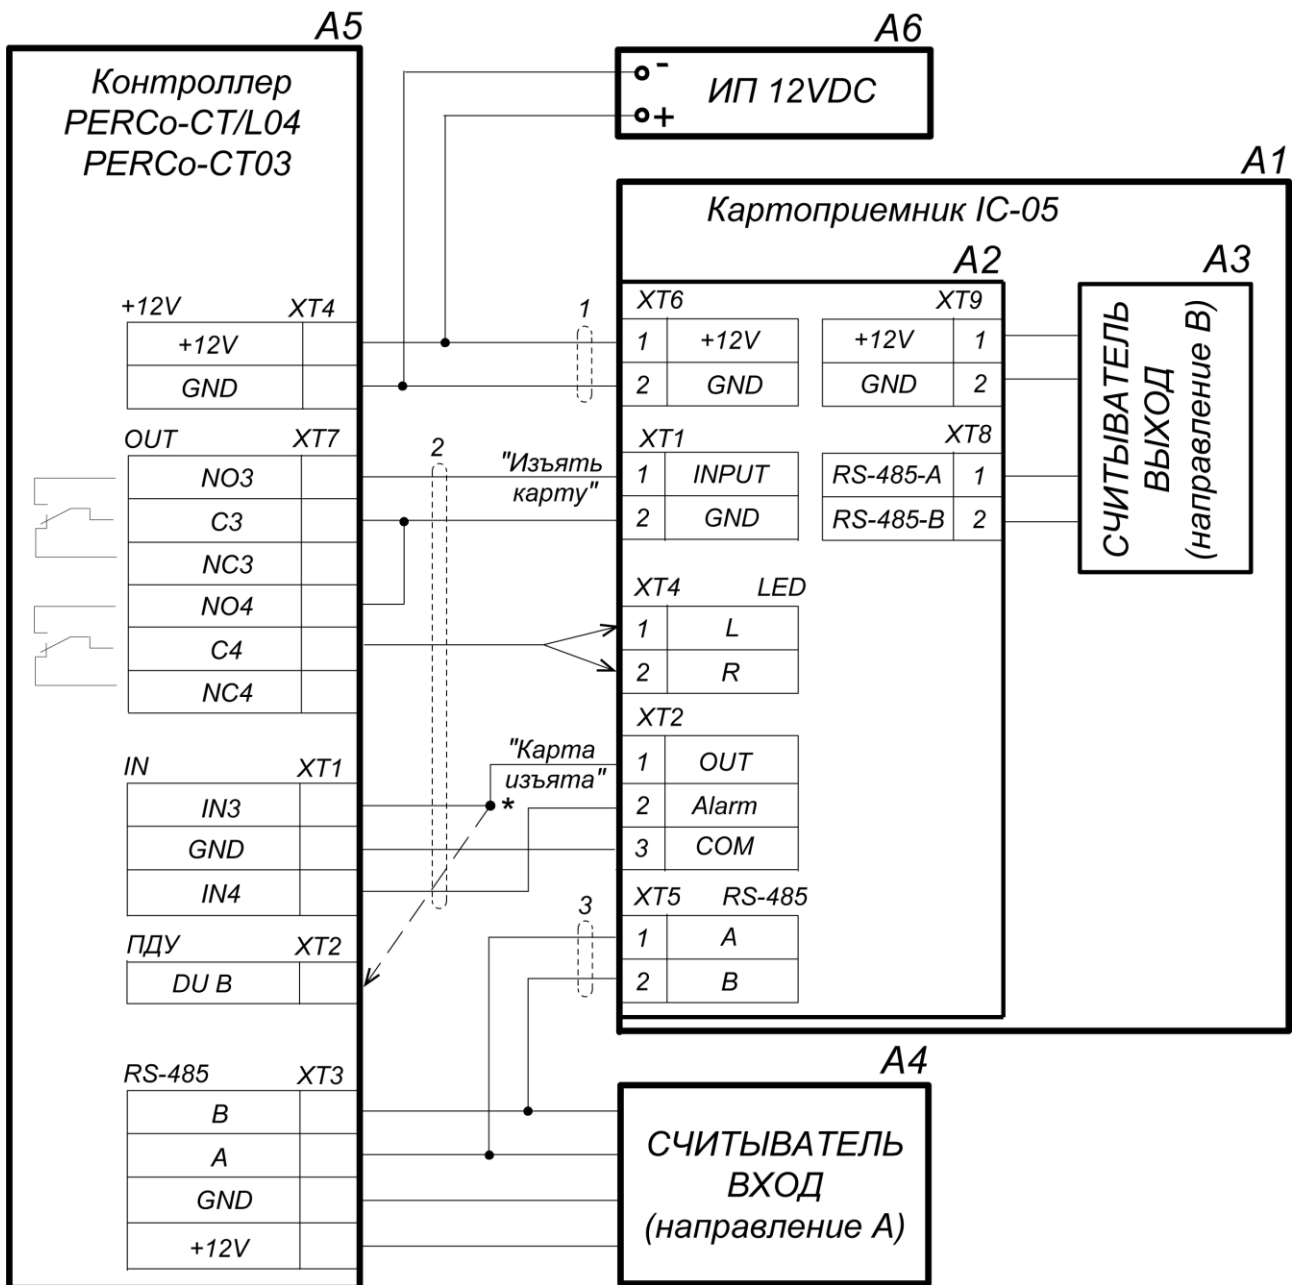 A5
Контроллер
PERCo-CT/L04
PERCo-CT03
+12V XT4
+12V
GND
OUT XT7
NO3
C3
NC3
NO4
C4
NC4
IN XT1
IN3
GND
IN4
ПДУ XT2
DU B
RS-485 XT3
B
A
GND
+12V
A6
-
+
ИП 12VDC
1
2
"Изъять
карту"
"Карта
изъята"
*
3
A1
Картоприемник IC-05
A2
XT6
1 +12V
2 GND
XT9
+12V 1
GND 2
XT1
1 INPUT
2 GND
XT8
RS-485-A 1
RS-485-B 2
XT4 LED
1 L
2 R
XT2
1 OUT
2 Alarm
3 COM
XT5 RS-485
1 A
2 B
A3
СЧИТЫВАТЕЛЬ
ВЫХОД
(направление B)
A4
СЧИТЫВАТЕЛЬ
ВХОД
(направление A)